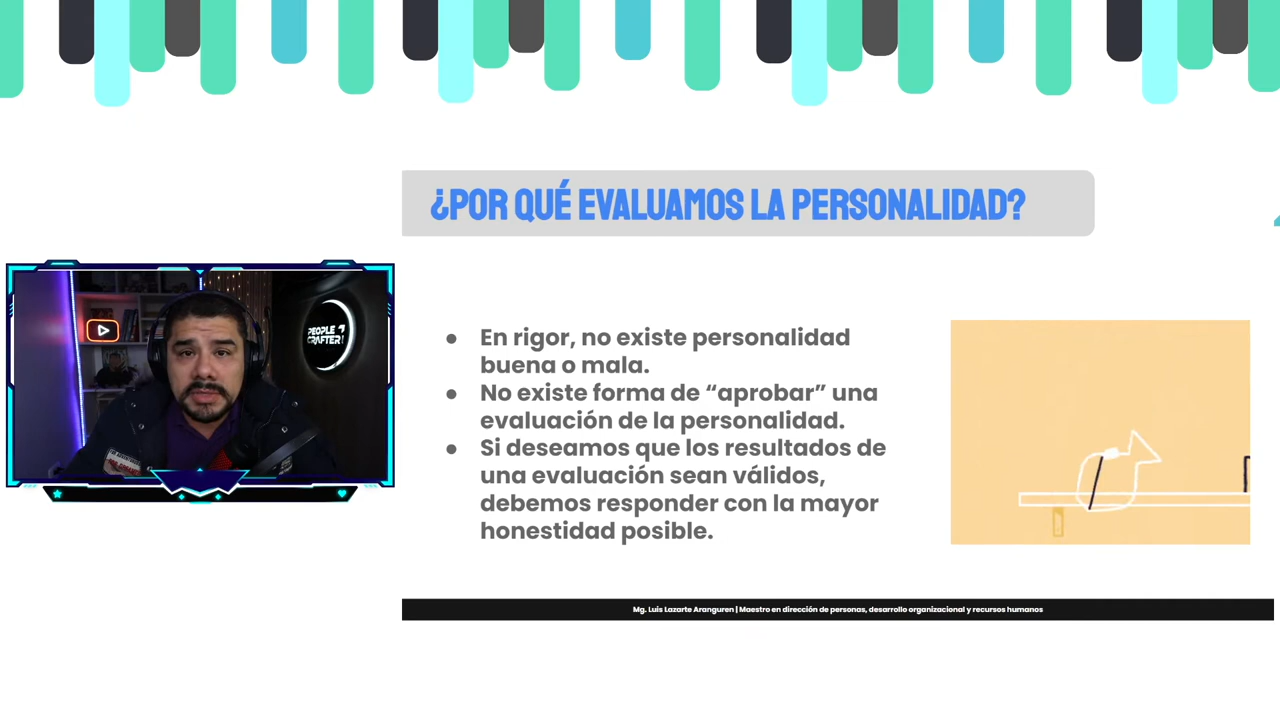 ¿POR QUÉ EVALUAMOS LA PERSONALIDAD?
PEOPLE
CRAFTER
● En rigor, no existe personalidad
buena o mala.
● No existe forma de “aprobar” una
evaluación de la personalidad.
● Si deseamos que los resultados de
una evaluación sean válidos,
debemos responder con la mayor
honestidad posible.
Mg. Luis Lazarte Aranguren | Maestro en dirección de personas, desarrollo organizacional y recursos humanos